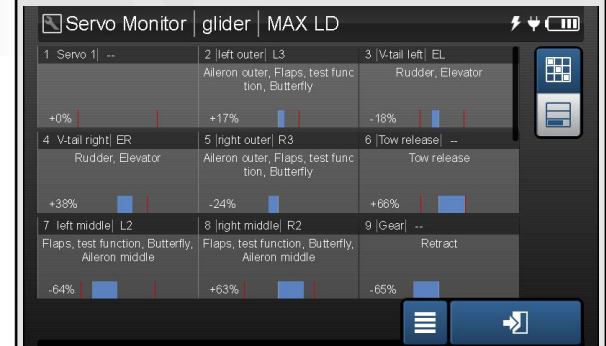 Servo Monitor | glider | MAX LD
1 Servo 1| --
2 |left outer| L3
3 |V-tail left| EL
Aileron outer, Flaps, test func
tion, Butterfly
Rudder, Elevator
+0%
+17%
-18%
4 V-tail right| ER
5 |right outer| R3
6 |Tow release| --
Rudder, Elevator
Aileron outer, Flaps, test func
tion, Butterfly
Tow release
+38%
-24%
+66%
7 left middle| L2
8 |right middle| R2
9 |Gear| --
Flaps, test function, Butterfly,
Aileron middle
Flaps, test function, Butterfly,
Aileron middle
Retract
-64%
+63%
-65%